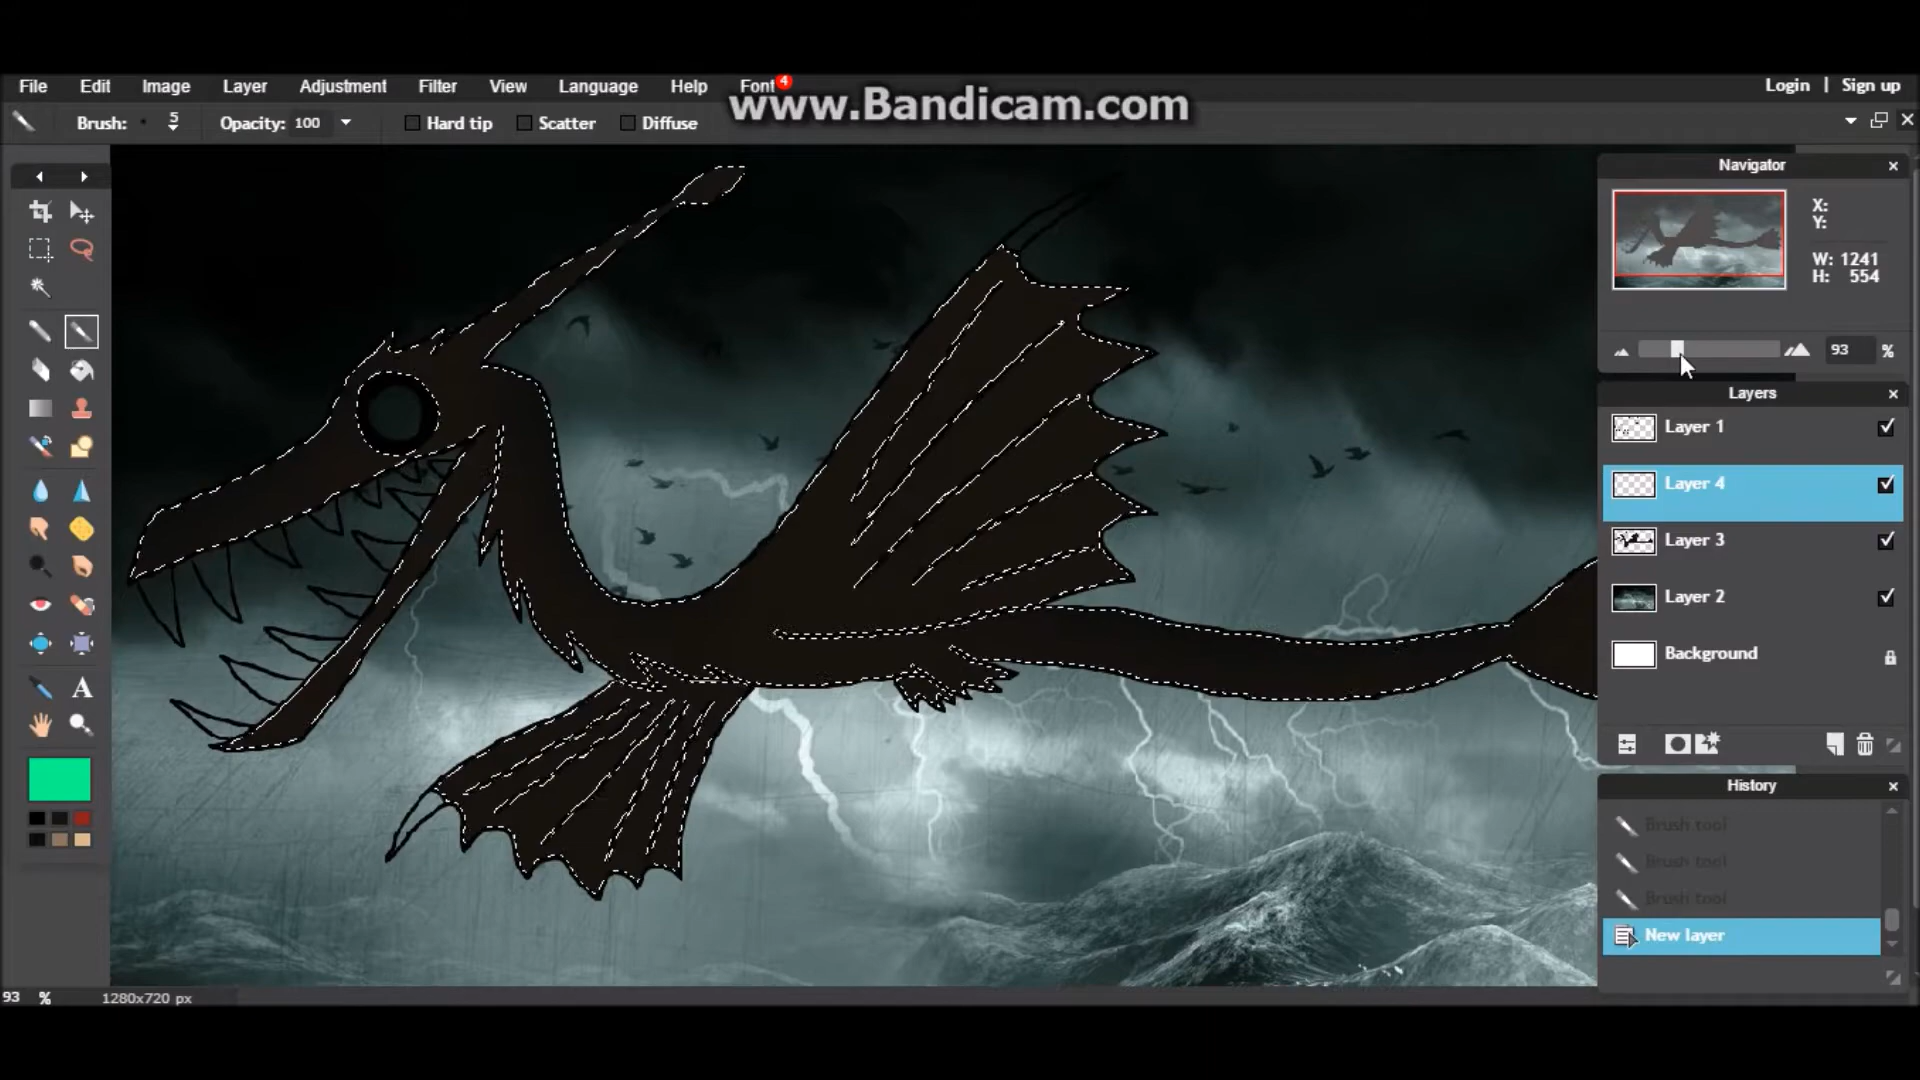 File Edit Image Layer Adjustment Filter View Language Help Font 4 Login | Sign up
www.Bandicam.com
Brush: 5 Opacity: 100 Hard tip Scatter Diffuse
Navigator
X:
Y:
W: 1241
H: 554
93 %
Layers
Layer 1
Layer 4
Layer 3
Layer 2
Background
A
History
Brush tool
Brush tool
Brush tool
New layer
93 % 1280x720 px